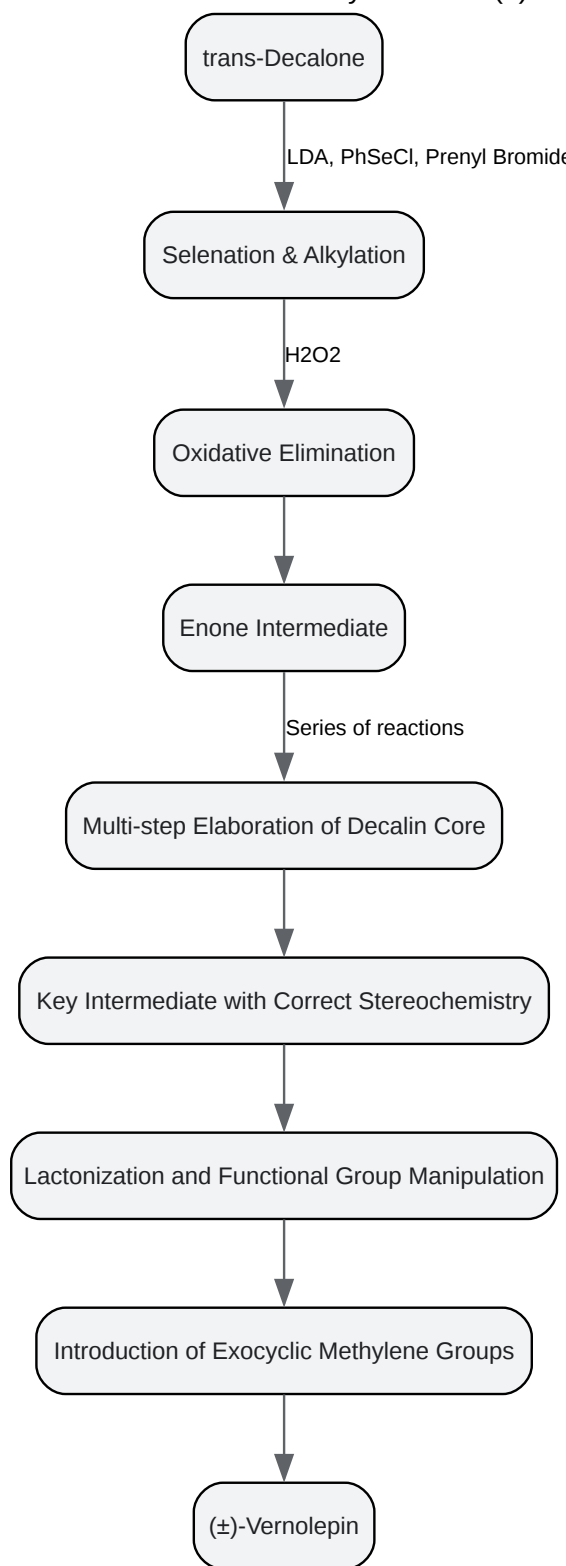 trans-Decalone
LDA, PhSeCl, Prenyl Bromide
Selenation & Alkylation
H2O2
Oxidative Elimination
Enone Intermediate
Series of reactions
Multi-step Elaboration of Decalin Core
Key Intermediate with Correct Stereochemistry
Lactonization and Functional Group Manipulation
Introduction of Exocyclic Methylene Groups
(±)-Vernolepin